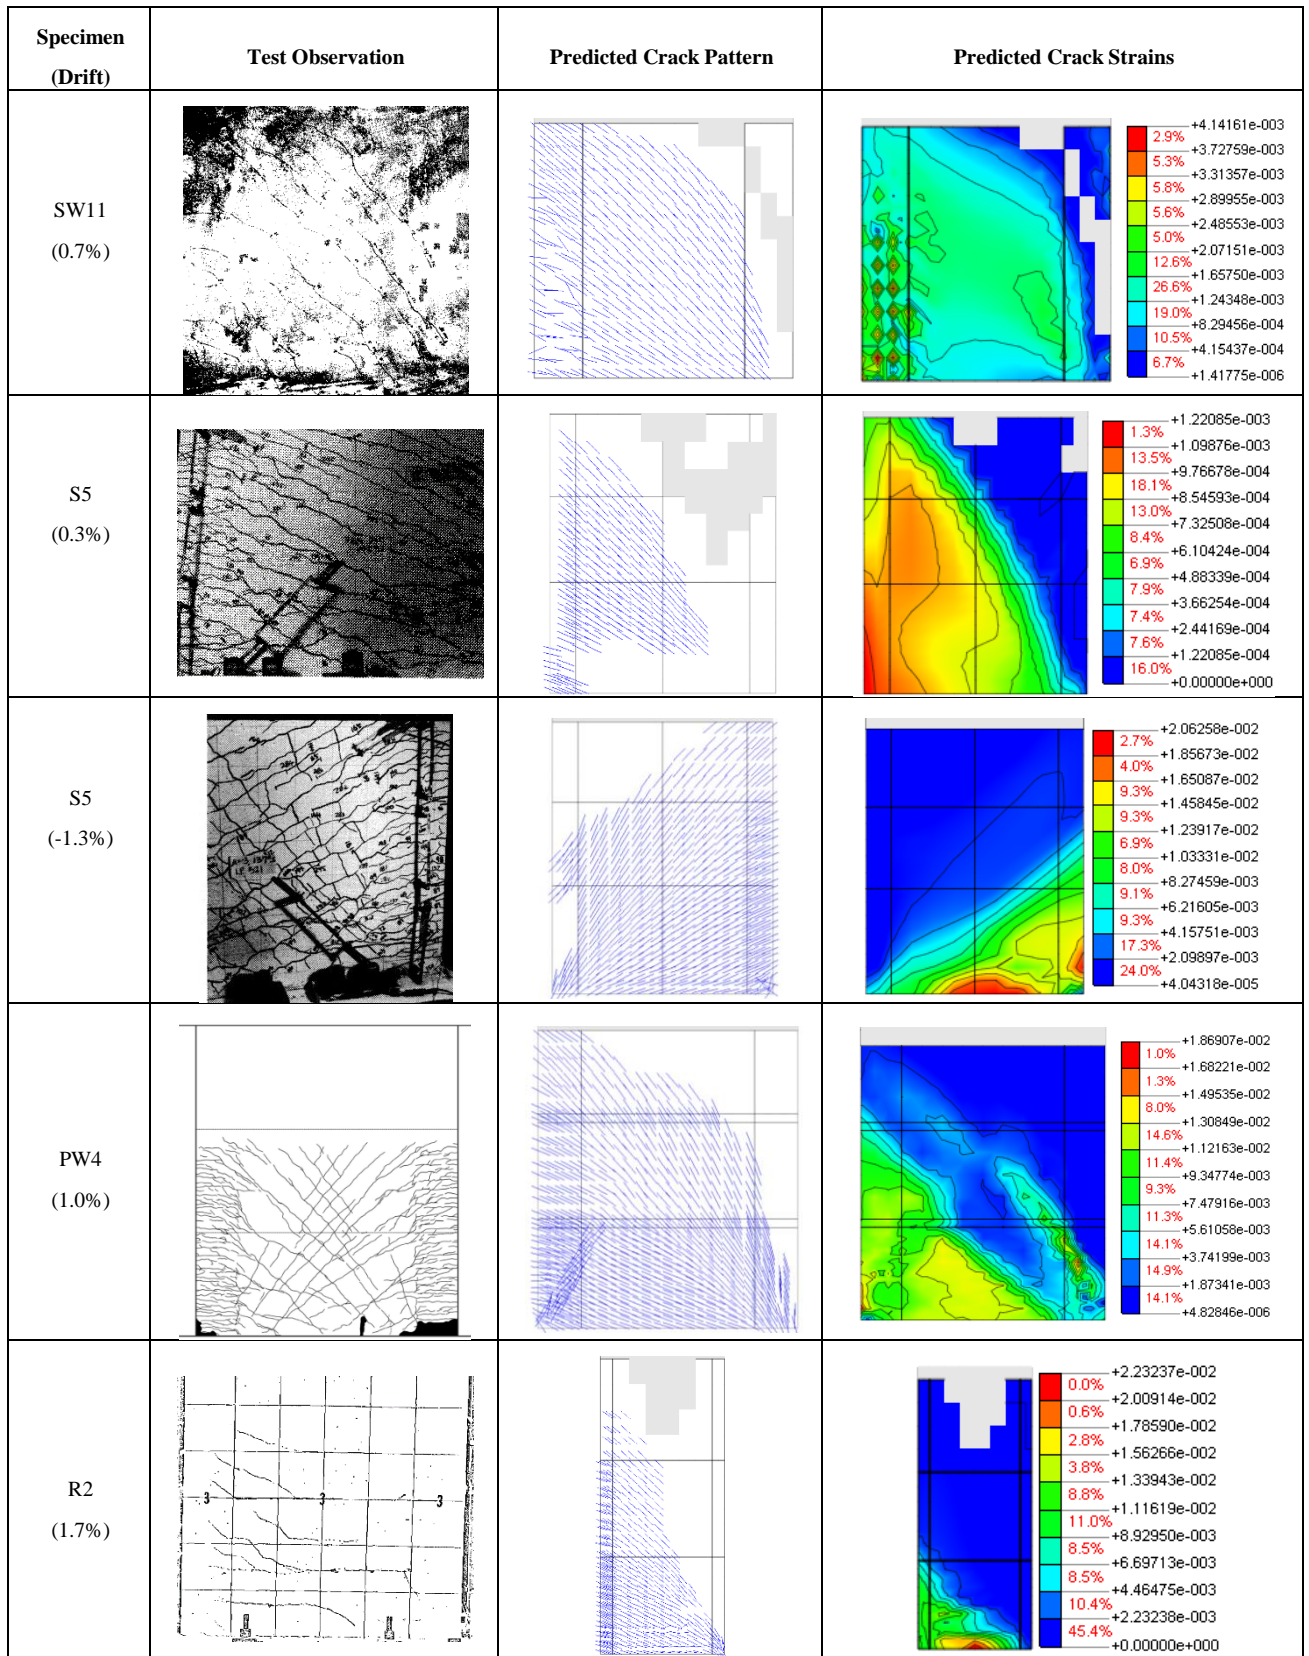 Specimen
(Drift)
Test Observation
Predicted Crack Pattern
Predicted Crack Strains
SW11
(0.7%)
+4.14161e-003
2.9%
+3.72759e-003
5.3%
+3.31357e-003
5.8%
+2.89955e-003
5.6%
+2.48553e-003
5.0%
+2.07151e-003
12.6%
+1.65750e-003
26.6%
+1.24348e-003
19.0%
+8.29456e-004
10.5%
+4.15437e-004
6.7%
+1.41775e-006
S5
(0.3%)
+1.22085e-003
1.3%
+1.09876e-003
13.5%
+9.76678e-004
18.1%
+8.54593e-004
13.0%
+7.32508e-004
8.4%
+6.10424e-004
6.9%
+4.88339e-004
7.9%
+3.66254e-004
7.4%
+2.44169e-004
7.6%
+1.22085e-004
16.0%
+0.00000e+000
S5
(-1.3%)
+2.06258e-002
2.7%
+1.85673e-002
4.0%
+1.65087e-002
9.3%
+1.45845e-002
9.3%
+1.23917e-002
6.9%
+1.03331e-002
8.0%
+8.27459e-003
9.1%
+6.21605e-003
9.3%
+4.15751e-003
17.3%
+2.09897e-003
24.0%
+4.04318e-005
PW4
(1.0%)
+1.86907e-002
1.0%
+1.68221e-002
1.3%
+1.49535e-002
8.0%
+1.30849e-002
14.6%
+1.12163e-002
11.4%
+9.34774e-003
9.3%
+7.47916e-003
11.3%
+5.61058e-003
14.1%
+3.74199e-003
14.9%
+1.87341e-003
14.1%
+4.82846e-006
R2
(1.7%)
3 3 3
+2.23237e-002
0.0%
+2.00914e-002
0.6%
+1.78590e-002
2.8%
+1.56266e-002
3.8%
+1.33943e-002
8.8%
+1.11619e-002
11.0%
+8.92950e-003
8.5%
+6.69713e-003
8.5%
+4.46475e-003
10.4%
+2.23238e-003
45.4%
+0.00000e+000